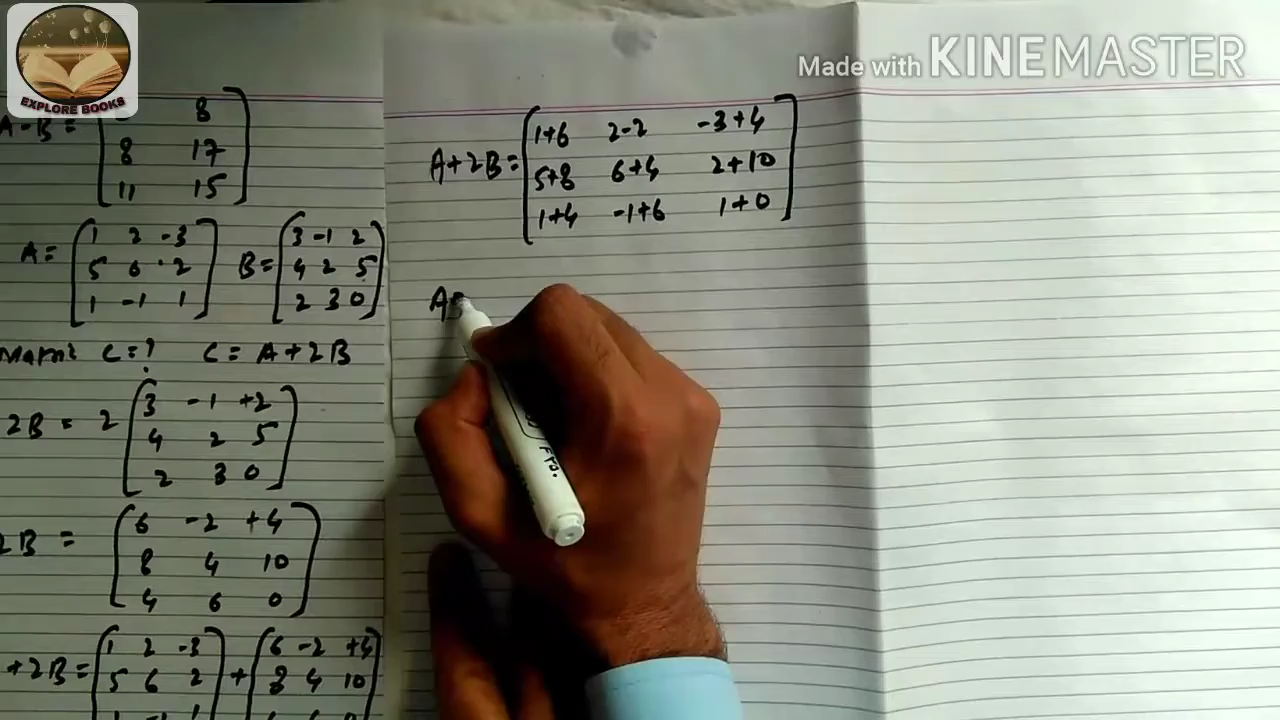 EXPLORE BOOKS
Made with KINEMASTER
A-B = 8
8 17
11 15
A = 1 2 -3 B = 3 -1 2
5 6 2 4 2 5
1 -1 1 2 3 0
Matrix C = ? C = A+2B
2B = 2 3 -1 +2
4 2 5
2 3 0
2B = 6 -2 +4
8 4 10
4 6 0
+2B = 1 2 -3 + 6 -2 +4
5 6 2 8 4 10
A+2B = 1+6 2-2 -3+4
5+8 6+4 2+10
1+4 -1+6 1+0
A
Pro.